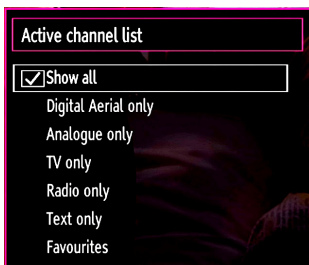 Active channel list
Show all
Digital Aerial only
Analogue only
TV only
Radio only
Text only
Favourites